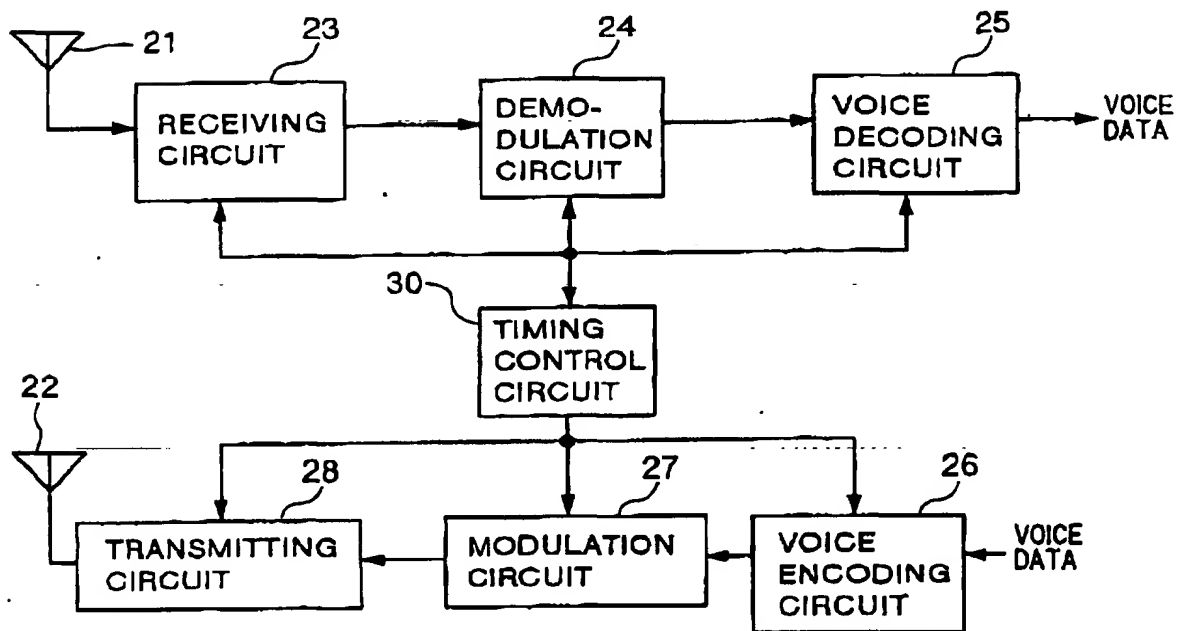 21
23
24
25
RECEIVING
CIRCUIT
DEMO-
DULATION
CIRCUIT
VOICE
DECODING
CIRCUIT
VOICE
DATA
30
TIMING
CONTROL
CIRCUIT
22
28
27
26
TRANSMITTING
CIRCUIT
MODULATION
CIRCUIT
VOICE
ENCODING
CIRCUIT
VOICE
DATA